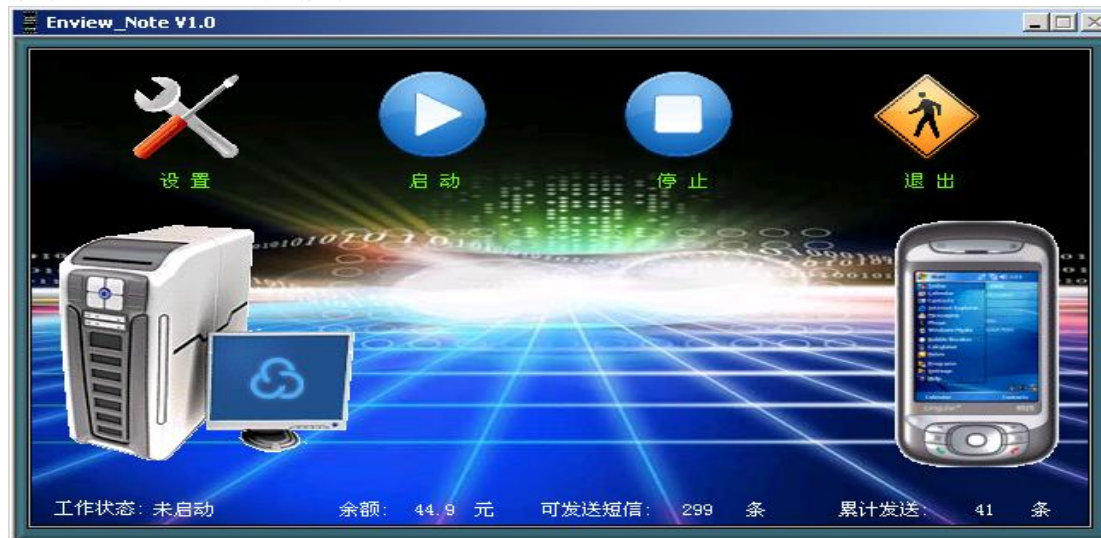 Enview_Note V1.0
设置
启动
停止
退出
工作状态: 未启动
余额: 44.9 元
可发送短信: 299 条
累计发送: 41 条